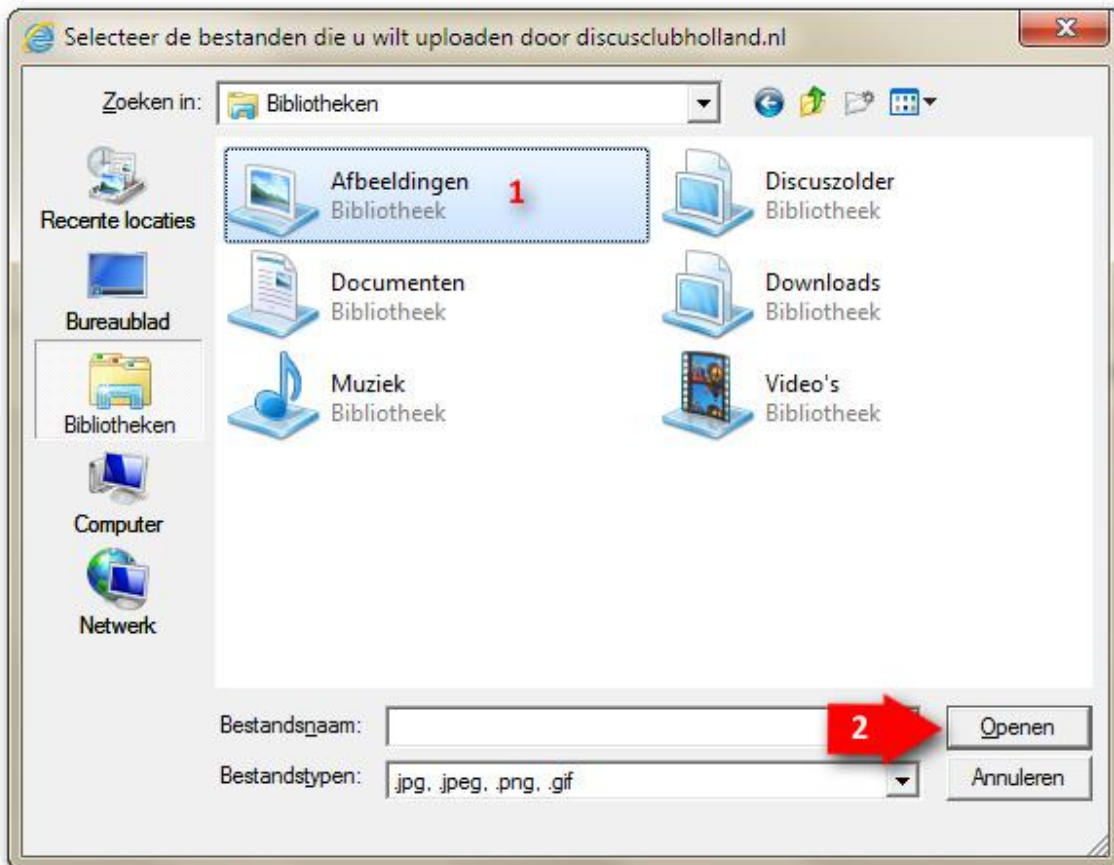 Selecteer de bestanden die u wilt uploaden door discusclubholland.nl
Zoeken in:
Bibliotheken
Recente locaties
Bureaublad
Bibliotheken
Computer
Netwerk
Afbeeldingen
Bibliotheek
1
Discuszolder
Bibliotheek
Documenten
Bibliotheek
Downloads
Bibliotheek
Muziek
Bibliotheek
Video's
Bibliotheek
Bestandsnaam:
2
Openen
Bestandstypen:
.jpg, .jpeg, .png, .gif
Annuleren